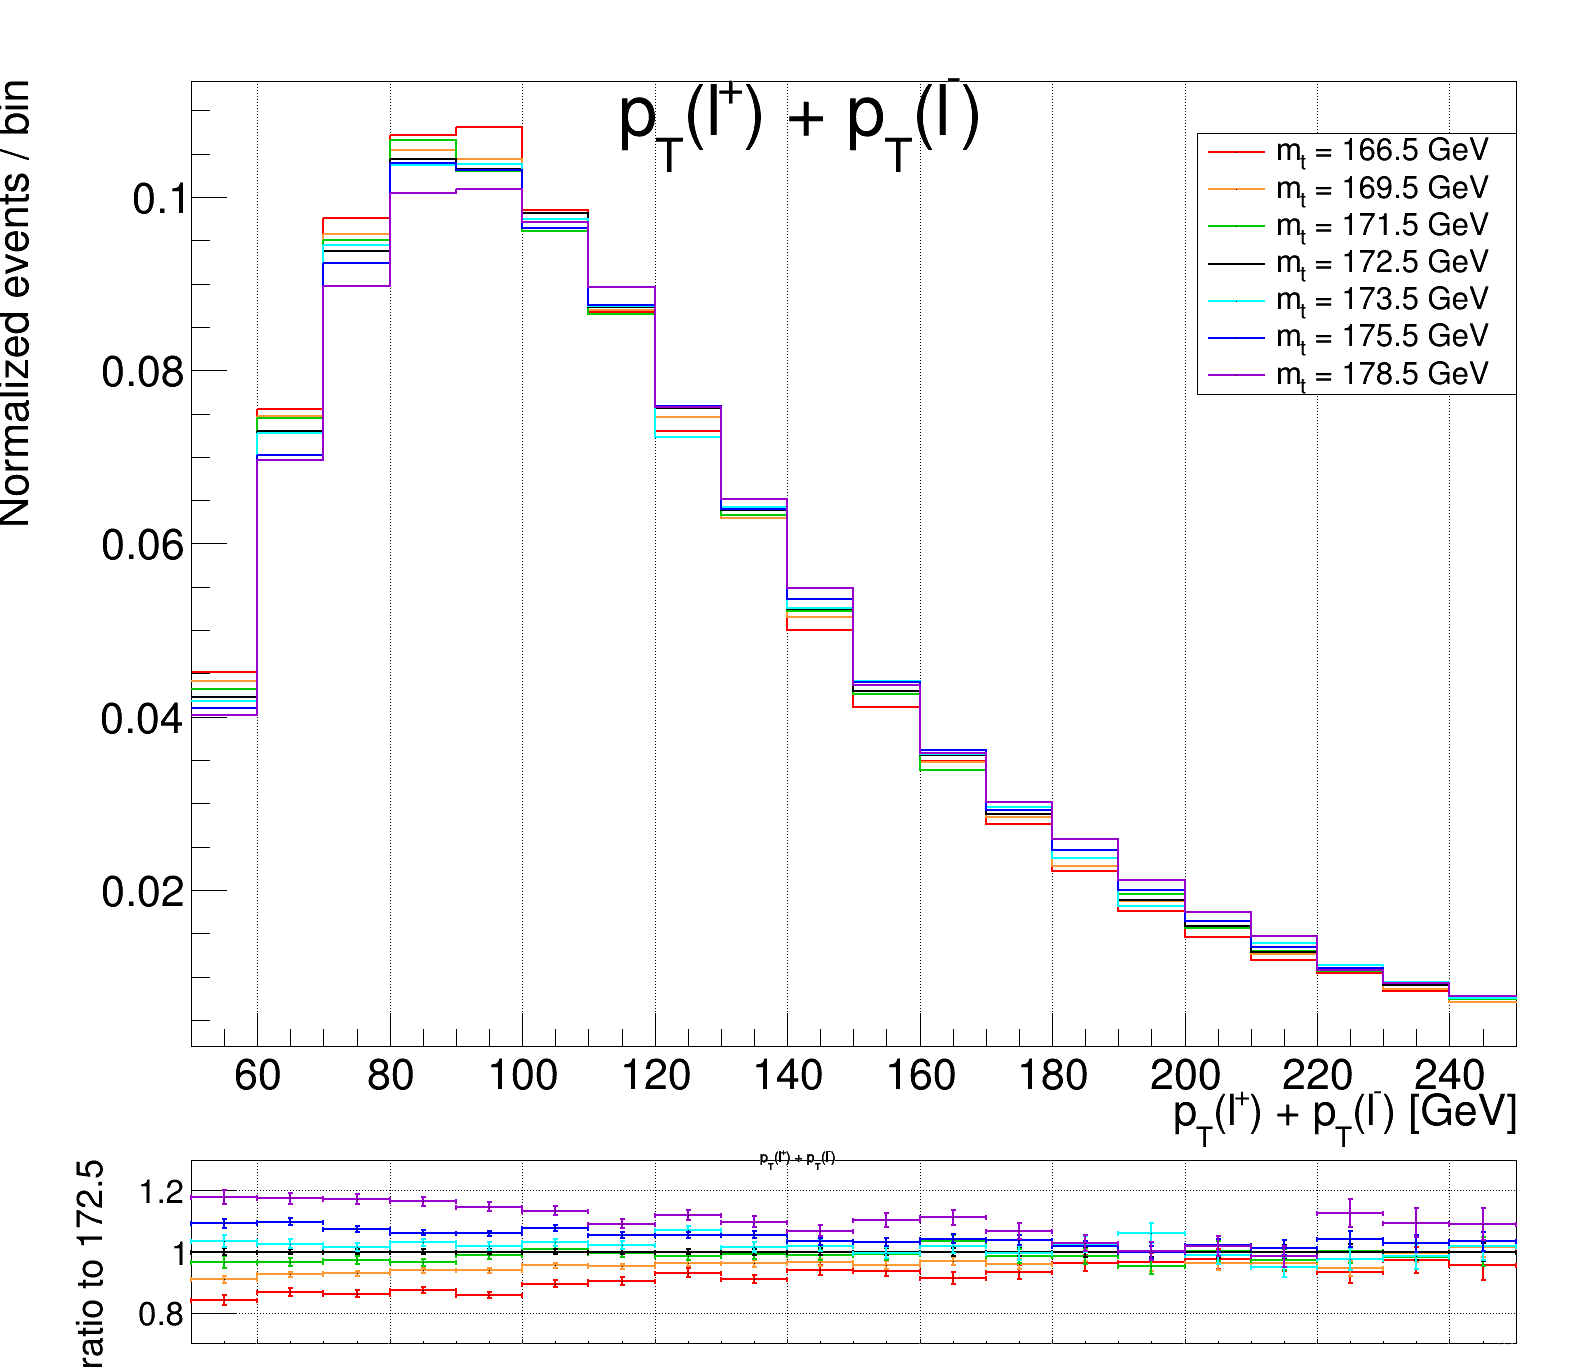 p_T(l^+) + p_T(l^-)
Normalized events / bin
0.1
0.08
0.06
0.04
0.02
m_t = 166.5 GeV
m_t = 169.5 GeV
m_t = 171.5 GeV
m_t = 172.5 GeV
m_t = 173.5 GeV
m_t = 175.5 GeV
m_t = 178.5 GeV
60 80 100 120 140 160 180 200 220 240
p_T(l^+) + p_T(l^-) [GeV]
p_T(l^+) + p_T(l^-)
ratio to 172.5
1.2
1
0.8